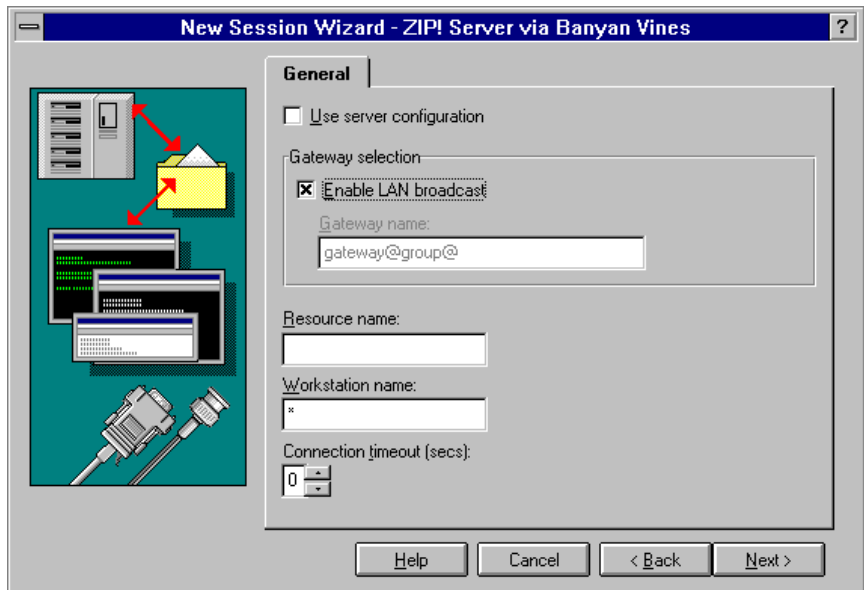 New Session Wizard - ZIP! Server via Banyan Vines ?
General
Use server configuration
Gateway selection
Enable LAN broadcast
Gateway name:
gateway@group@
Resource name:
Workstation name:
*
Connection timeout (secs):
0
Help Cancel < Back Next >